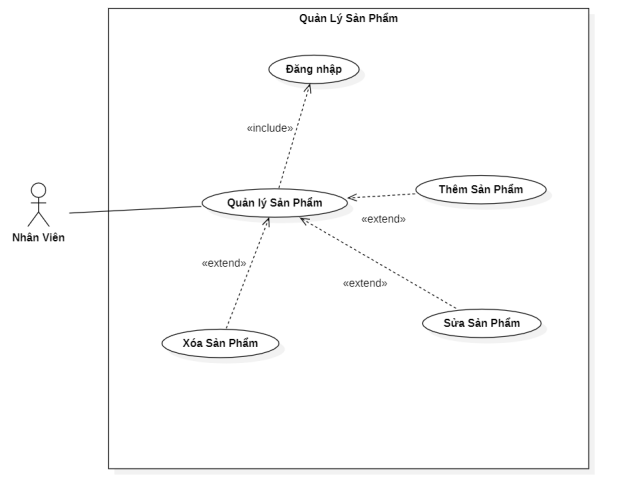 Quản Lý Sản Phẩm
Đăng nhập
«include»
Thêm Sản Phẩm
Quản lý Sản Phẩm
«extend»
Nhân Viên
«extend»
«extend»
Sửa Sản Phẩm
Xóa Sản Phẩm